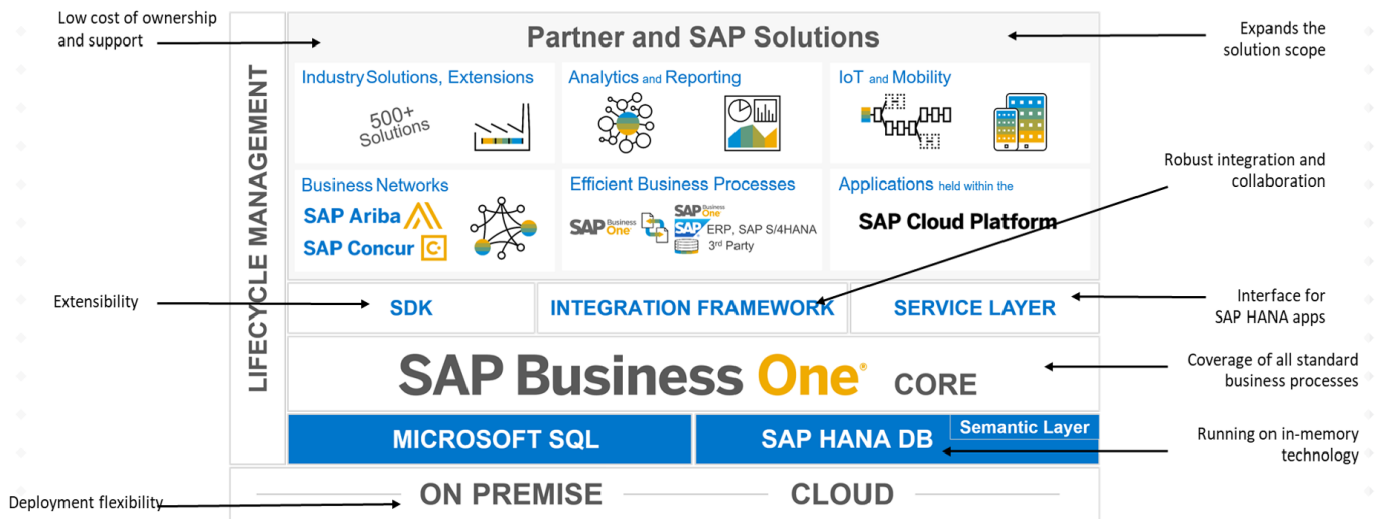 Low cost of ownership
and support
Partner and SAP Solutions
Expands the
solution scope
LIFECYCLE MANAGEMENT
Industry Solutions, Extensions
500+
Solutions
Analytics and Reporting
IoT and Mobility
Robust integration and
collaboration
Business Networks
SAP Ariba
SAP Concur
C·
Efficient Business Processes
SAP Business One
SAP Business One
SAP ERP, SAP S/4HANA
3rd Party
Applications held within the
SAP Cloud Platform
Extensibility
SDK
INTEGRATION FRAMEWORK
SERVICE LAYER
Interface for
SAP HANA apps
SAP Business One® CORE
Coverage of all standard
business processes
MICROSOFT SQL
SAP HANA DB
Semantic Layer
Running on in-memory
technology
Deployment flexibility
ON PREMISE
CLOUD